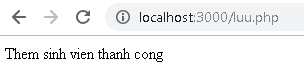 localhost:3000/luu.php
Them sinh vien thanh cong